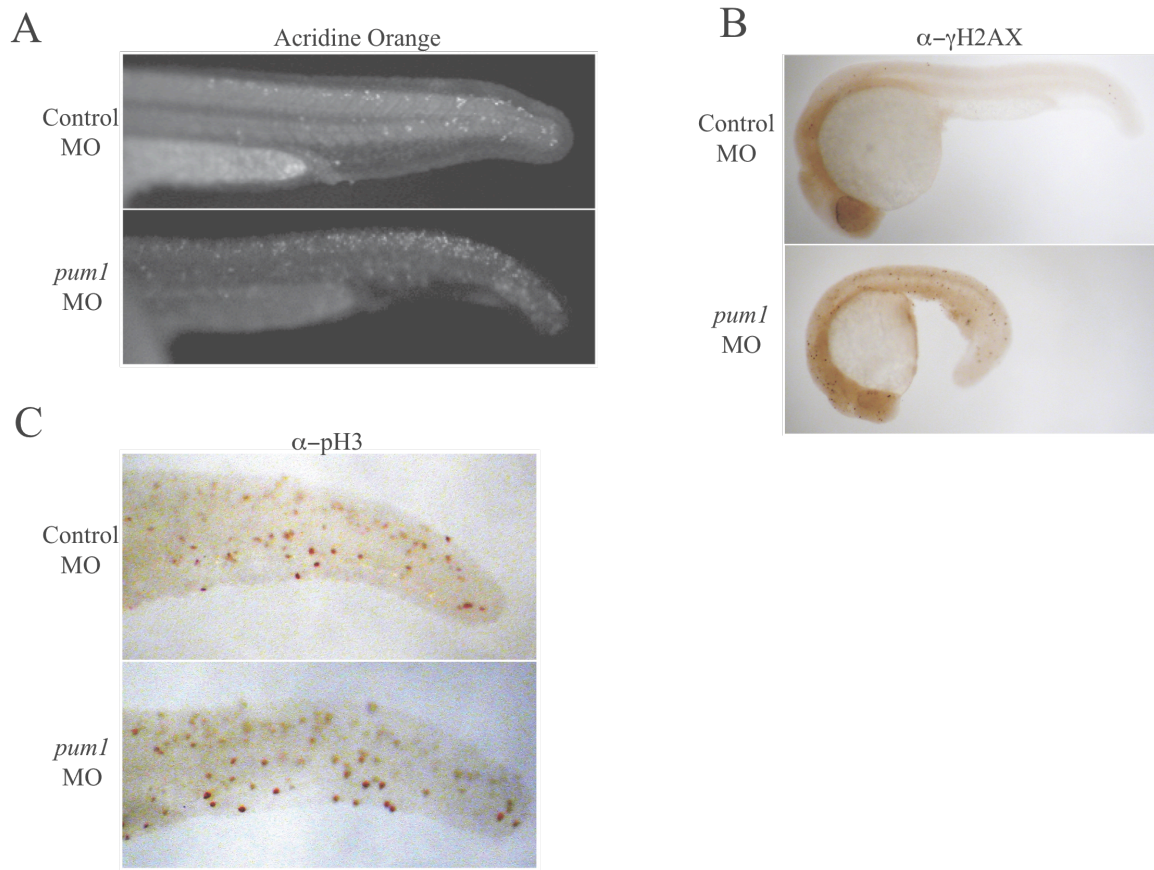 A
Acridine Orange
Control
MO
pum1
MO
B
α–γH2AX
Control
MO
pum1
MO
C
α–pH3
Control
MO
pum1
MO